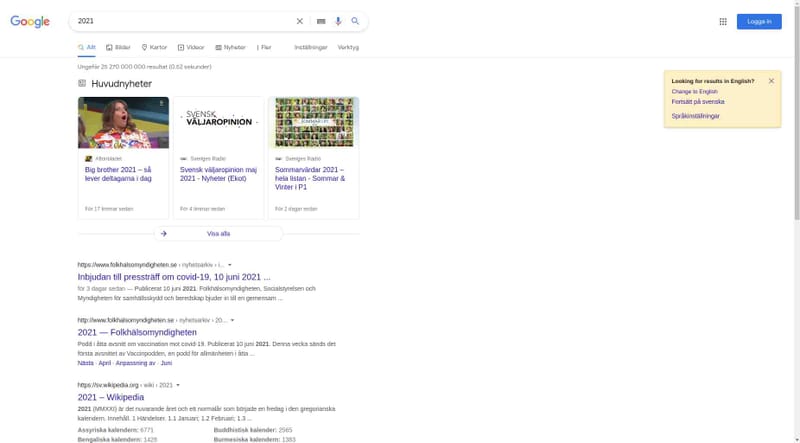 Google
2021
Logga in
Allt
Bilder
Kartor
Videor
Nyheter
Fler
Inställningar
Verktyg
Ungefär 25 270 000 000 resultat (0,62 sekunder)
Huvudnyheter
SVENSK
VÄLJAROPINION
Aftonbladet
Big brother 2021 – så
lever deltagarna i dag
För 17 timmar sedan
Sveriges Radio
Svensk väljaropinion maj
2021 - Nyheter (Ekot)
För 4 timmar sedan
Sveriges Radio
Sommarvärdar 2021 –
hela listan - Sommar &
Vinter i P1
För 2 dagar sedan
Visa alla
Looking for results in English?
Change to English
Fortsätt på svenska
Språkinställningar
https://www.folkhalsomyndigheten.se › nyhetsarkiv › i...
Inbjudan till pressträff om covid-19, 10 juni 2021 ...
för 3 dagar sedan — Publicerat 10 juni 2021. Folkhälsomyndigheten, Socialstyrelsen och
Myndigheten för samhällsskydd och beredskap bjuder in till en gemensam ...
http://www.folkhalsomyndigheten.se › nyhetsarkiv › 20...
2021 — Folkhälsomyndigheten
Podd i åtta avsnitt om vaccination mot covid-19. Publicerat 10 juni 2021. Denna vecka sänds det
första avsnittet av Vaccinpodden, en podd för allmänheten i åtta ...
Nästa · April · Anpassning av · Juni
https://sv.wikipedia.org › wiki › 2021
2021 – Wikipedia
2021 (MMXXI) är det nuvarande året och ett normalår som började en fredag i den gregorianska
kalendern. Innehåll. 1 Händelser. 1.1 Januari; 1.2 Februari; 1.3 ...
Assyriska kalendern: 6771
Buddhistisk kalender: 2565
Bengaliska kalendern: 1428
Burmesiska kalendern: 1383